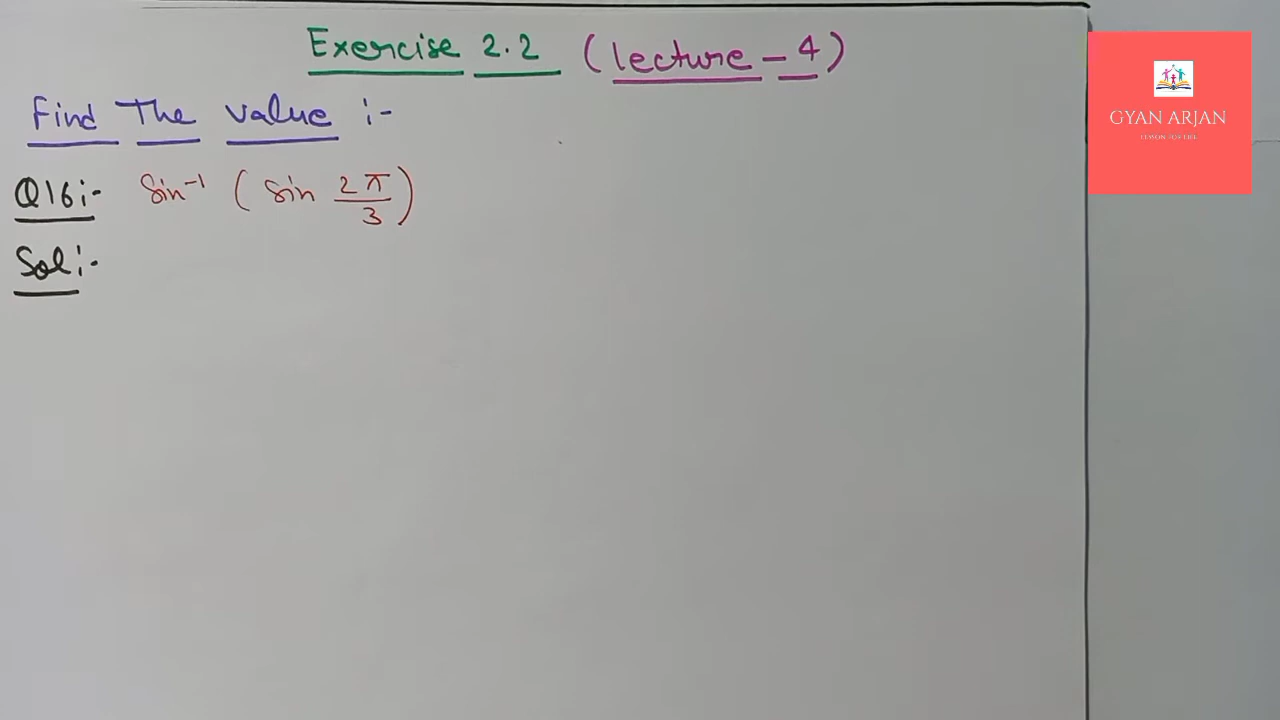 Exercise 2.2 (lecture - 4)
Find The value :-
Q16:- Sin⁻¹ (Sin 2π/3)
Sol:-
GYAN ARJAN